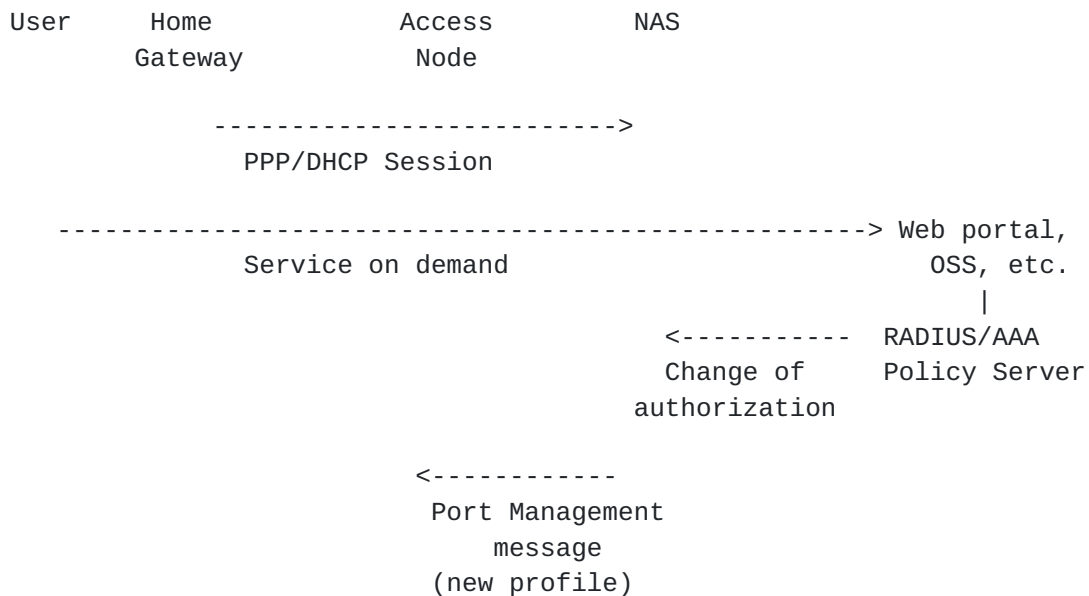 User     Home            Access          NAS
Gateway           Node
-------------------------->
PPP/DHCP Session
----------------------------------------------------> Web portal,
Service on demand                           OSS, etc.
|
<-----------  RADIUS/AAA
Change of     Policy Server
authorization
<------------
Port Management
message
(new profile)